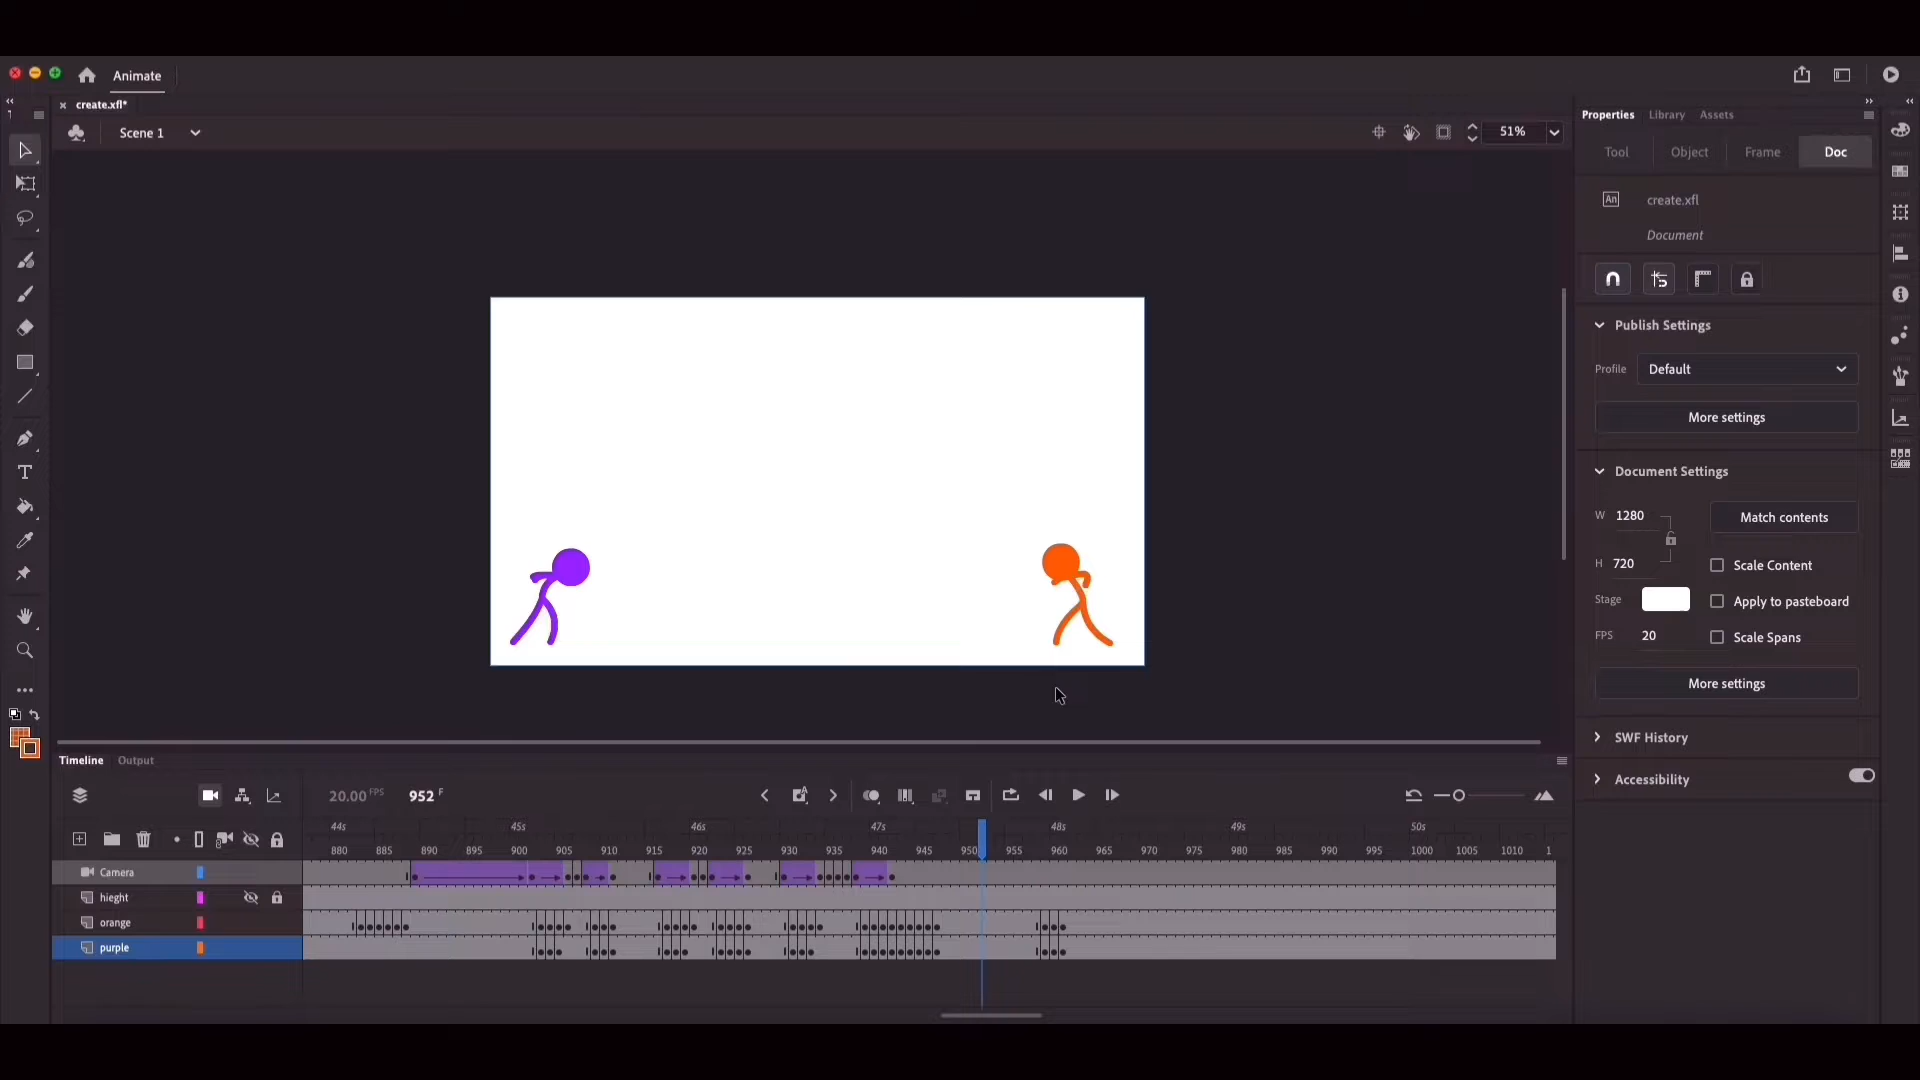 Animate
create.xfl*
Scene 1
51%
Properties Library Assets
Tool Object Frame Doc
An create.xfl
Document
Publish Settings
Profile Default
More settings
Document Settings
W 1280
Match contents
H 720
Scale Content
Stage
Apply to pasteboard
FPS 20
Scale Spans
More settings
SWF History
Accessibility
Timeline Output
20.00 FPS 952 F
44s 45s 46s 47s 48s 49s 50s
880 885 890 895 900 905 910 915 920 925 930 935 940 945 950 955 960 965 970 975 980 985 990 995 1000 1005 1010 1
Camera
hieght
orange
purple